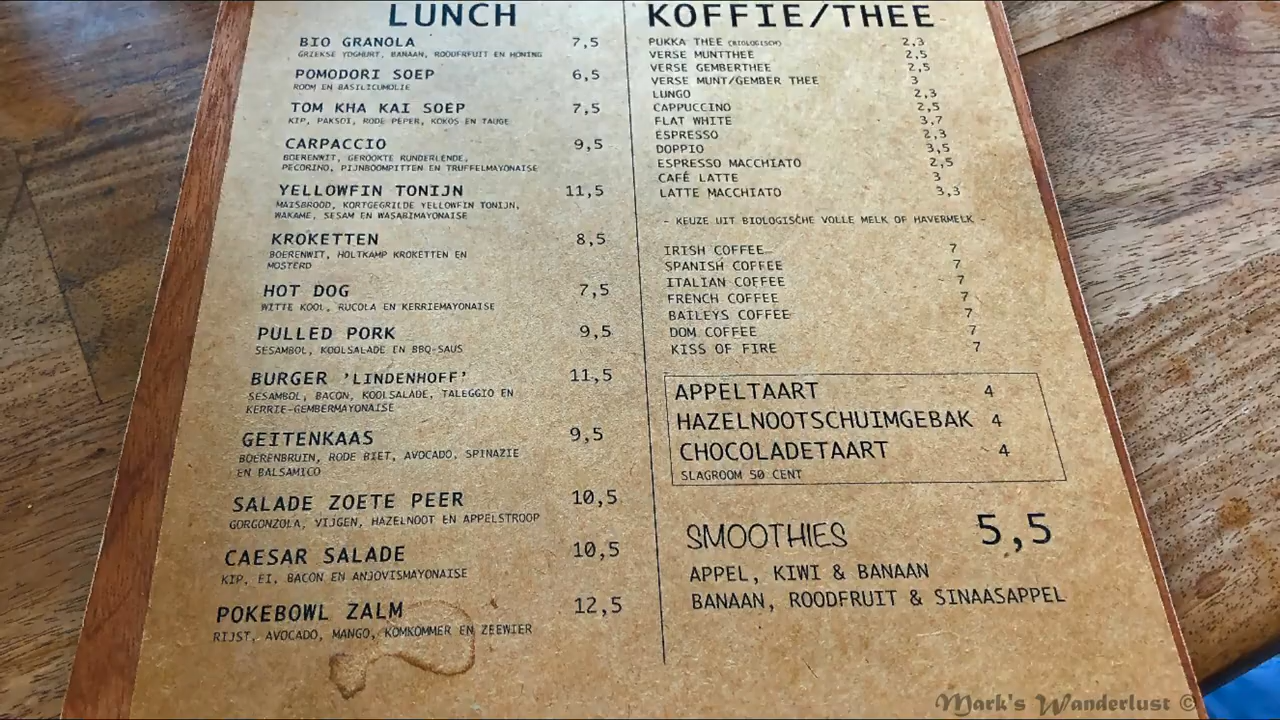 LUNCH
BIO GRANOLA 7,5
GRIEKSE YOGHURT, BANAAN, ROODFRUIT EN HONING
POMODORI SOEP 6,5
ROOM EN BASILICUMOLIE
TOM KHA KAI SOEP 7,5
KIP, PAKSOI, RODE PEPER, KOKOS EN TAUGE
CARPACCIO 9,5
BOERENWIT, GEROOKTE RUNDERLENDE,
PECORINO, PIJNBOOMPITTEN EN TRUFFELMAYONAISE
YELLOWFIN TONIJN 11,5
MAISBROOD, KORTGEGRILDE YELLOWFIN TONIJN,
WAKAME, SESAM EN WASABIMAYONAISE
KROKETTEN 8,5
BOERENWIT, HOLTKAMP KROKETTEN EN
MOSTERD
HOT DOG 7,5
WITTE KOOL, RUCOLA EN KERRIEMAYONAISE
PULLED PORK 9,5
SESAMBOL, KOOLSALADE EN BBQ-SAUS
BURGER 'LINDENHOFF' 11,5
SESAMBOL, BACON, KOOLSALADE, TALEGGIO EN
KERRIE-GEMBERMAYONAISE
GEITENKAAS 9,5
BOERENBRUIN, RODE BIET, AVOCADO, SPINAZIE
EN BALSAMICO
SALADE ZOETE PEER 10,5
GORGONZOLA, VIJGEN, HAZELNOOT EN APPELSTROOP
CAESAR SALADE 10,5
KIP, EI, BACON EN ANJOVISMAYONAISE
POKEBOWL ZALM 12,5
RIJST, AVOCADO, MANGO, KOMKOMMER EN ZEEWIER
KOFFIE/THEE
PUKKA THEE (BIOLOGISCH) 2,3
VERSE MUNTTHEE 2,5
VERSE GEMBERTHEE 2,5
VERSE MUNT/GEMBER THEE 3
LUNGO 2,3
CAPPUCCINO 2,5
FLAT WHITE 3,7
ESPRESSO 2,3
DOPPIO 3,5
ESPRESSO MACCHIATO 2,5
CAFÉ LATTE 3
LATTE MACCHIATO 3,3
- KEUZE UIT BIOLOGISCHE VOLLE MELK OF HAVERMELK -
IRISH COFFEE 7
SPANISH COFFEE 7
ITALIAN COFFEE 7
FRENCH COFFEE 7
BAILEYS COFFEE 7
DOM COFFEE 7
KISS OF FIRE 7
APPELTAART 4
HAZELNOOTSCHUIMGEBAK 4
CHOCOLADETAART 4
SLAGROOM 50 CENT
SMOOTHIES 5,5
APPEL, KIWI & BANAAN
BANAAN, ROODFRUIT & SINAASAPPEL
Mark's Wanderlust ©